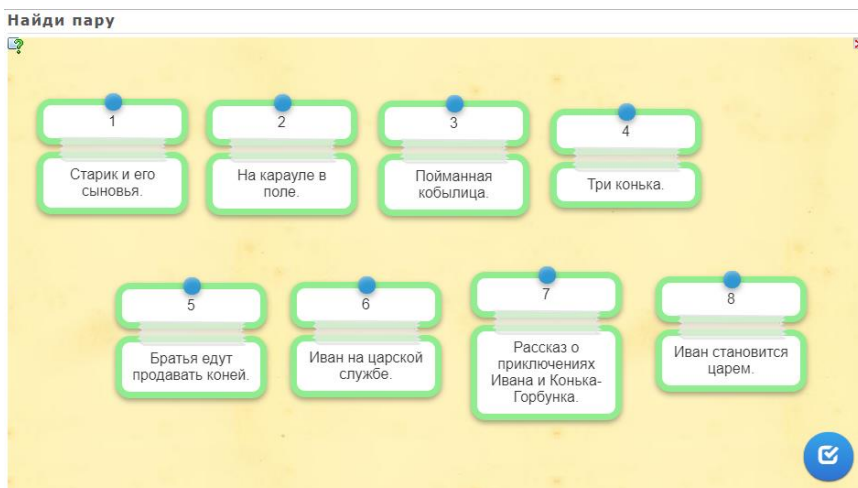 Найди пару
1
2
3
4
Старик и его
сыновья.
На карауле в
поле.
Пойманная
кобылица.
Три конька.
5
6
7
8
Братья едут
продавать коней.
Иван на царской
службе.
Рассказ о
приключениях
Ивана и Конька-
Горбунка.
Иван становится
царем.